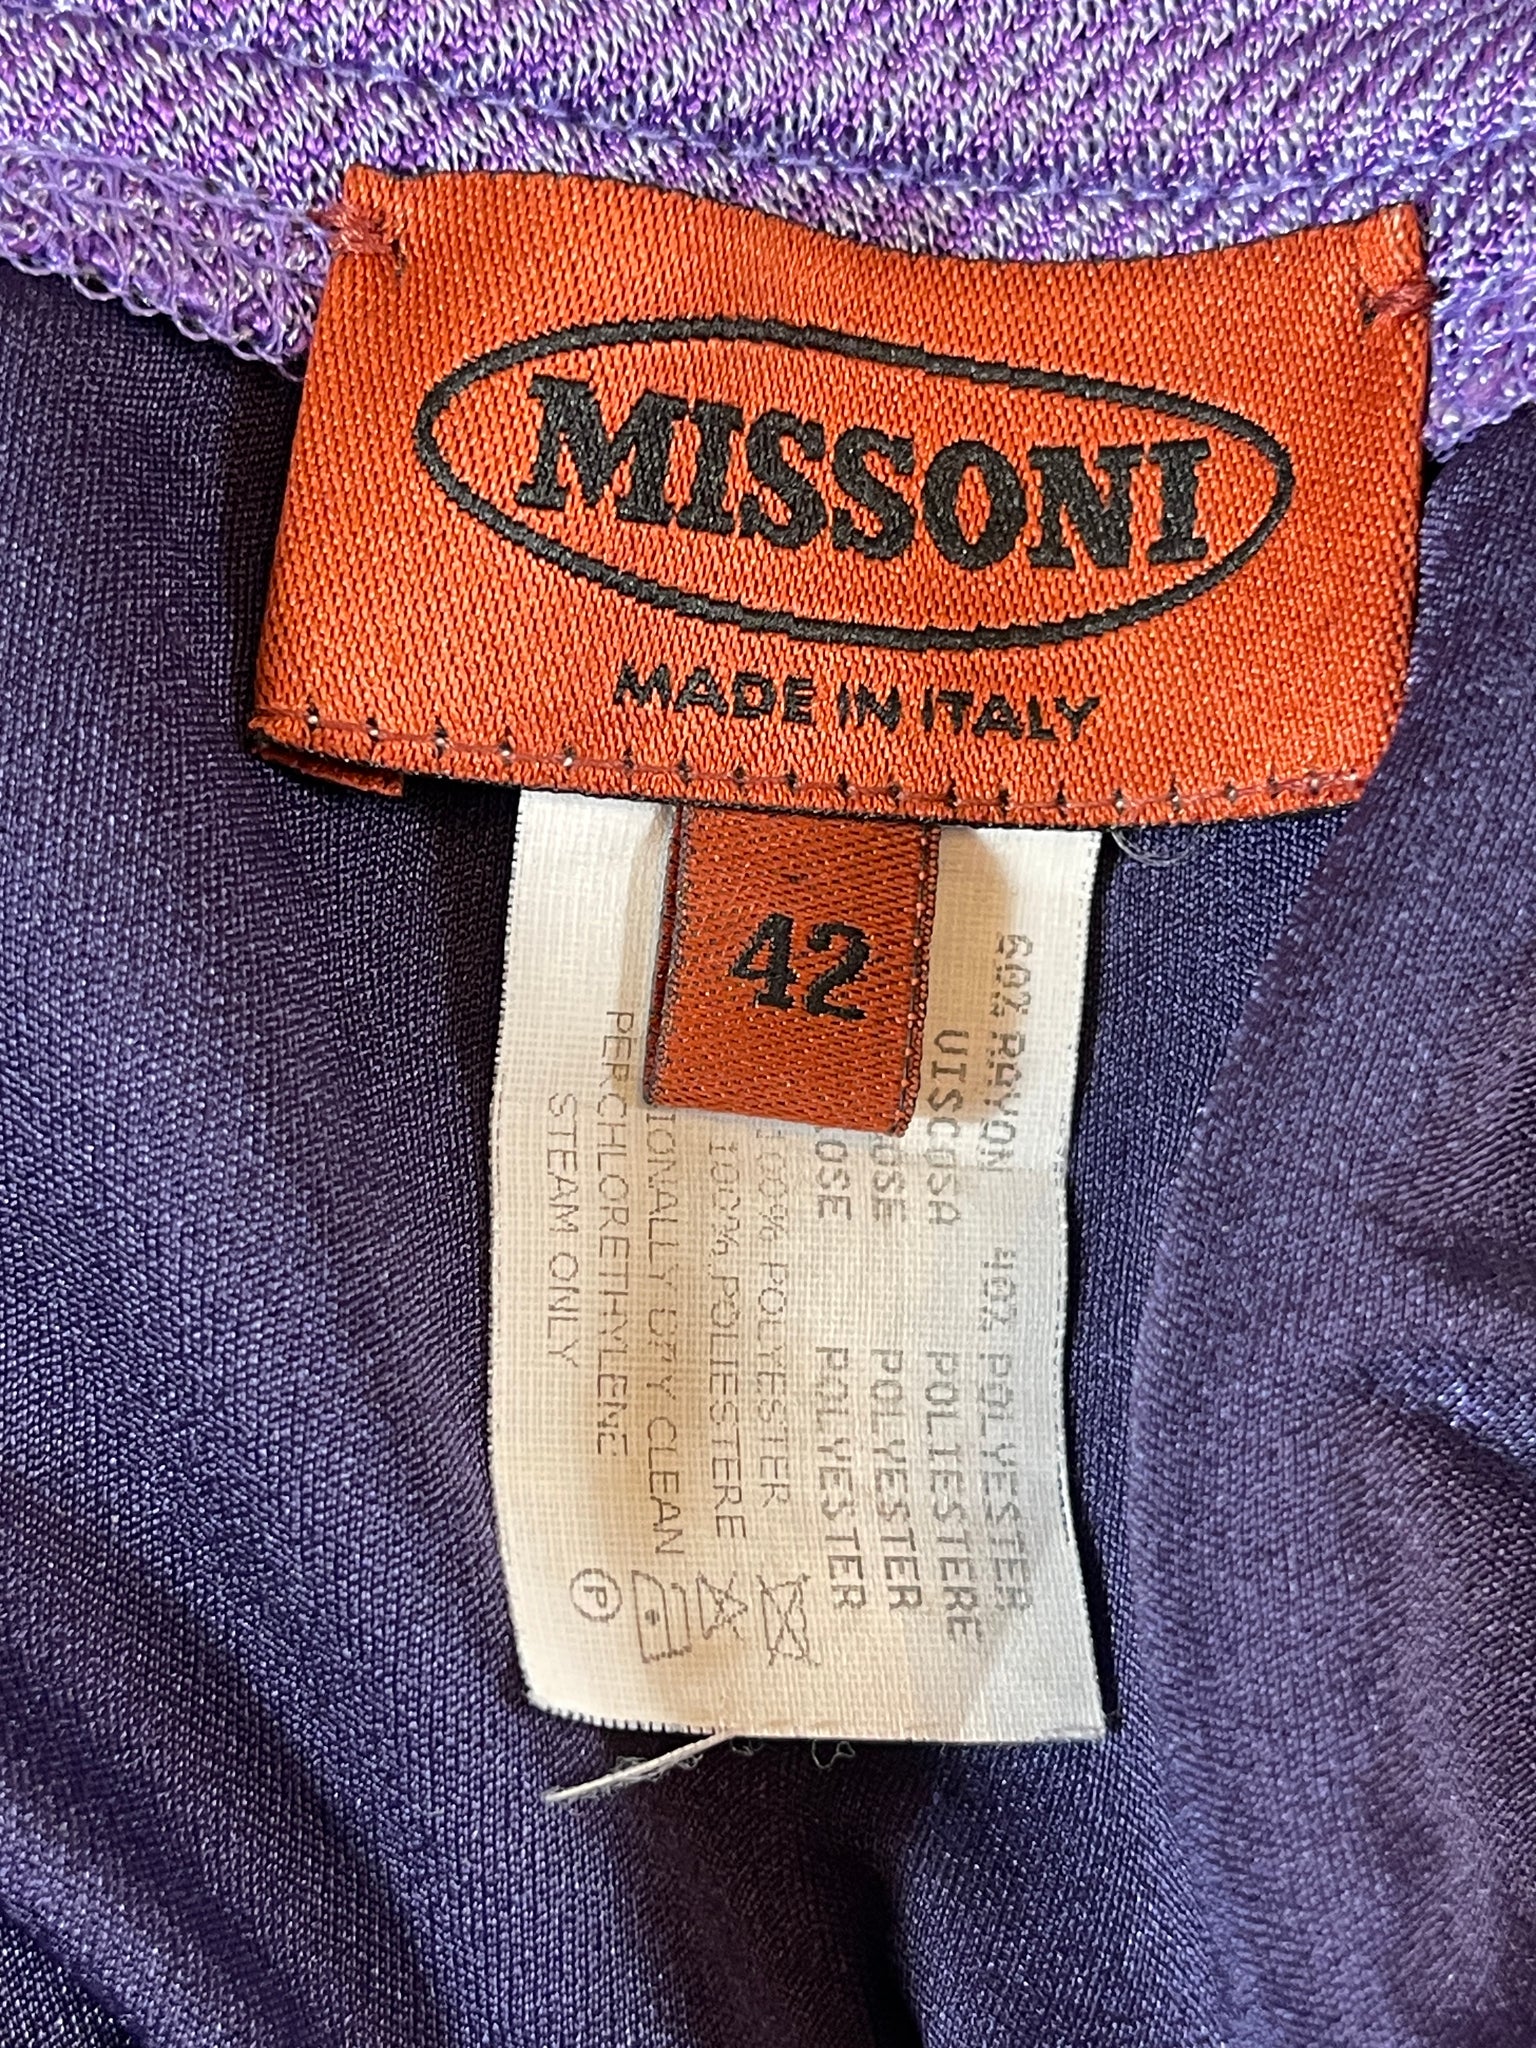 MISSONI
MADE IN ITALY
42
60% RAYON 40% POLYESTER
VISCOSA POLIESTERE
OSE POLYESTER
LOSE POLYESTER
100% POLYESTER
100% POLIESTERE
IONALLY DRY CLEAN
PERCHLORETHYLENE
STEAM ONLY
P